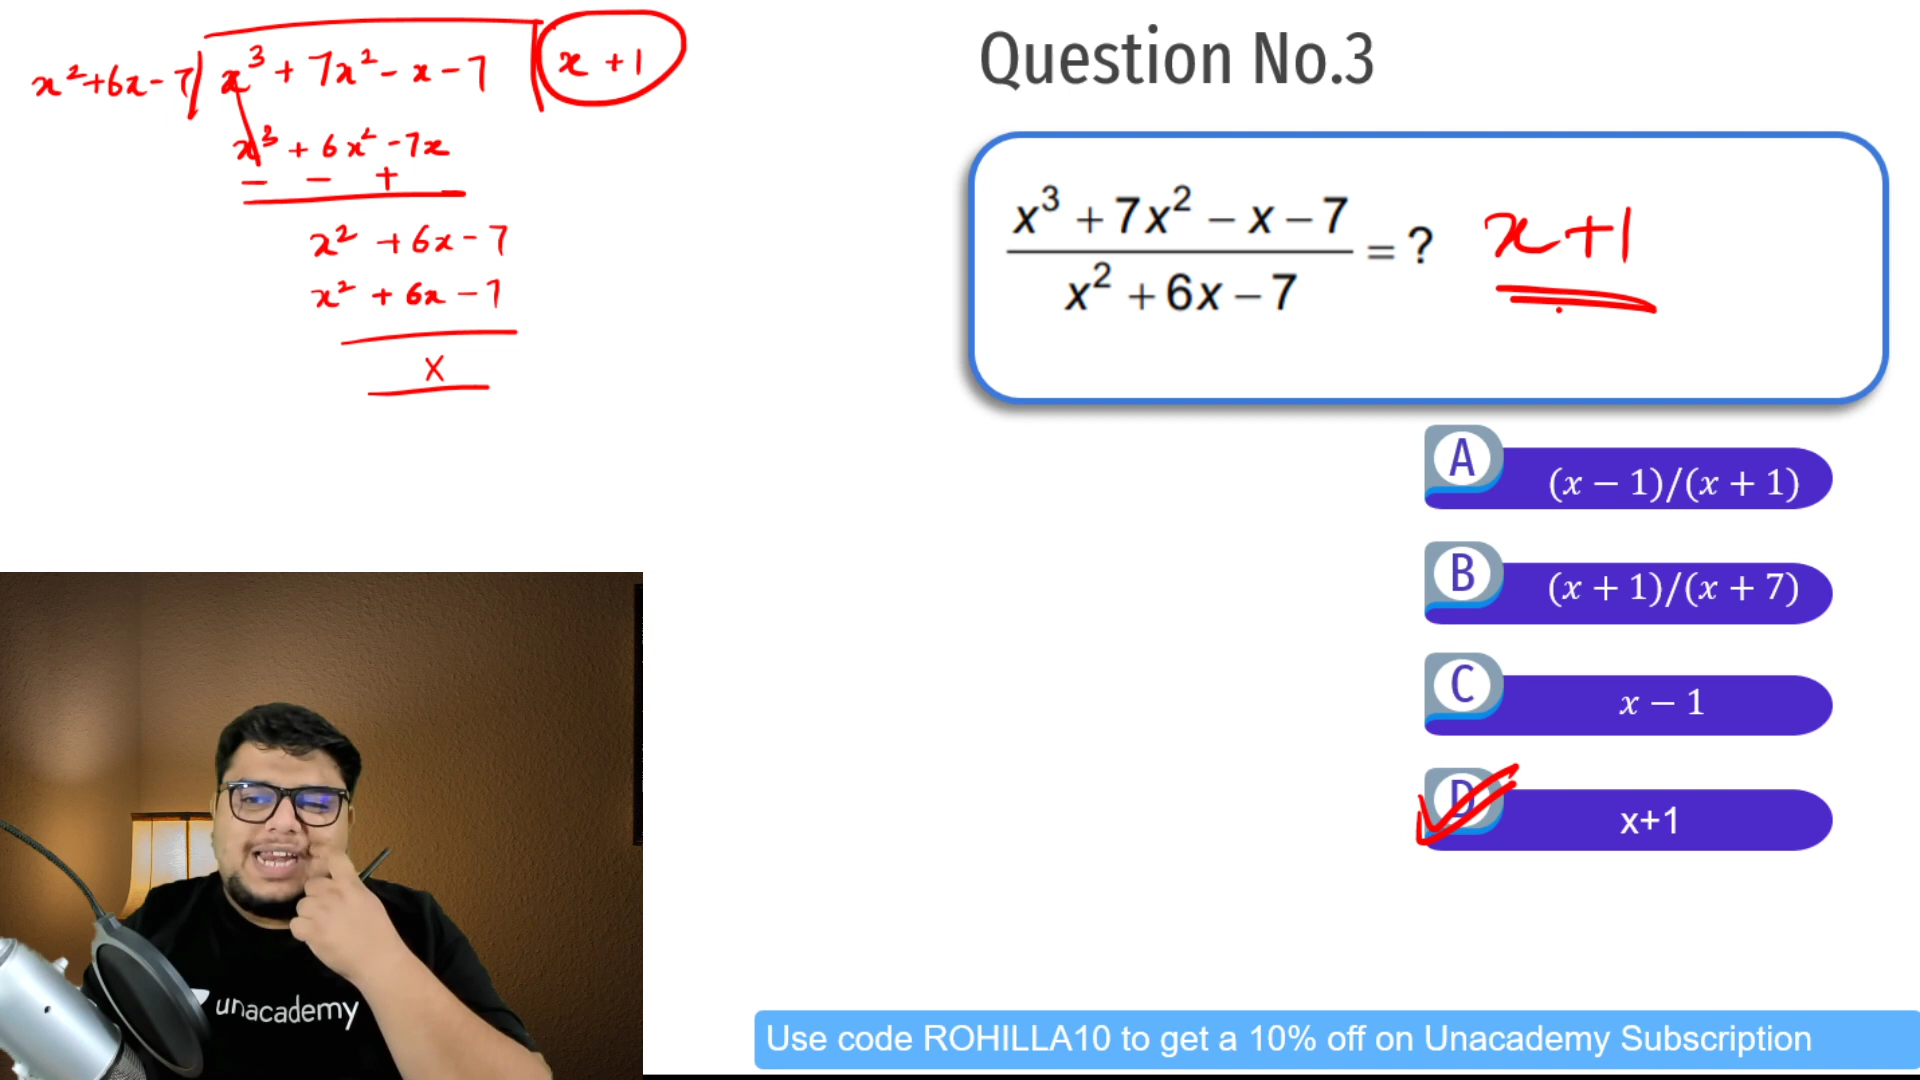 x²+6x-7) x³ + 7x² - x - 7 ( x + 1
x³ + 6x² - 7x
− − +
x² + 6x - 7
x² + 6x - 7
x
Question No.3
x³ + 7x² − x − 7
x² + 6x − 7
= ?
x+1
A (x − 1)/(x + 1)
B (x + 1)/(x + 7)
C x − 1
D x+1
unacademy
Use code ROHILLA10 to get a 10% off on Unacademy Subscription